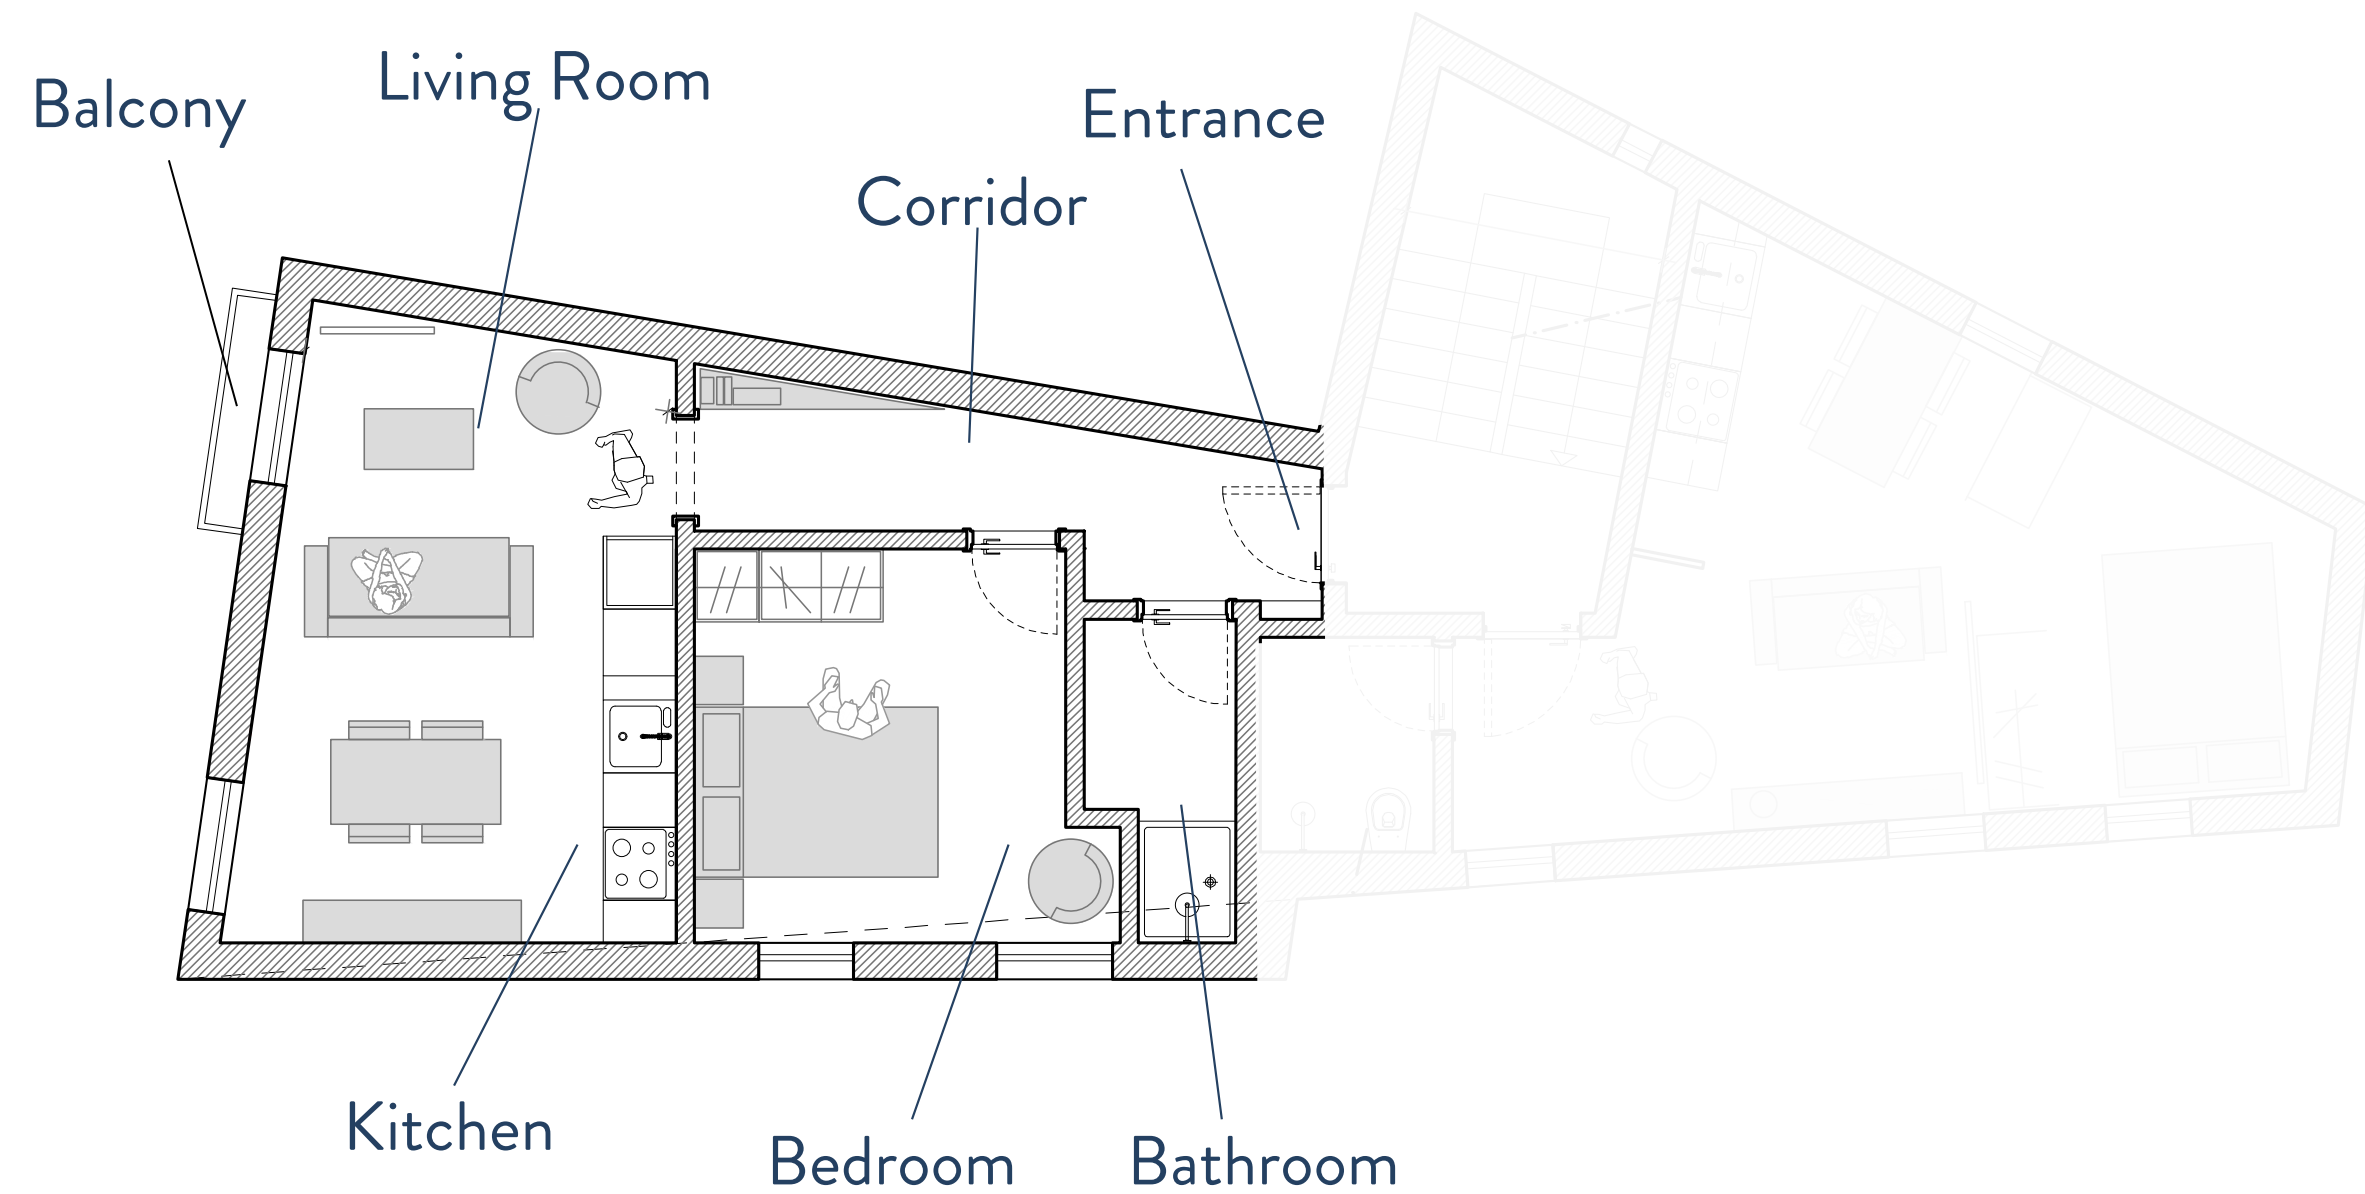 Living Room
Balcony
Entrance
Corridor
Kitchen
Bedroom
Bathroom